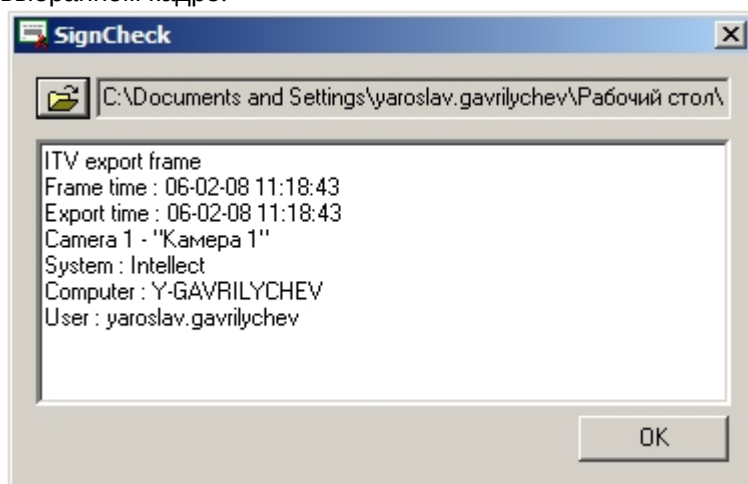 выбранном кадре.
SignCheck
C:\Documents and Settings\yaroslav.gavrilychev\Рабочий стол\
ITV export frame
Frame time : 06-02-08 11:18:43
Export time : 06-02-08 11:18:43
Camera 1 - "Камера 1"
System : Intellect
Computer : Y-GAVRILYCHEV
User : yaroslav.gavrilychev
OK